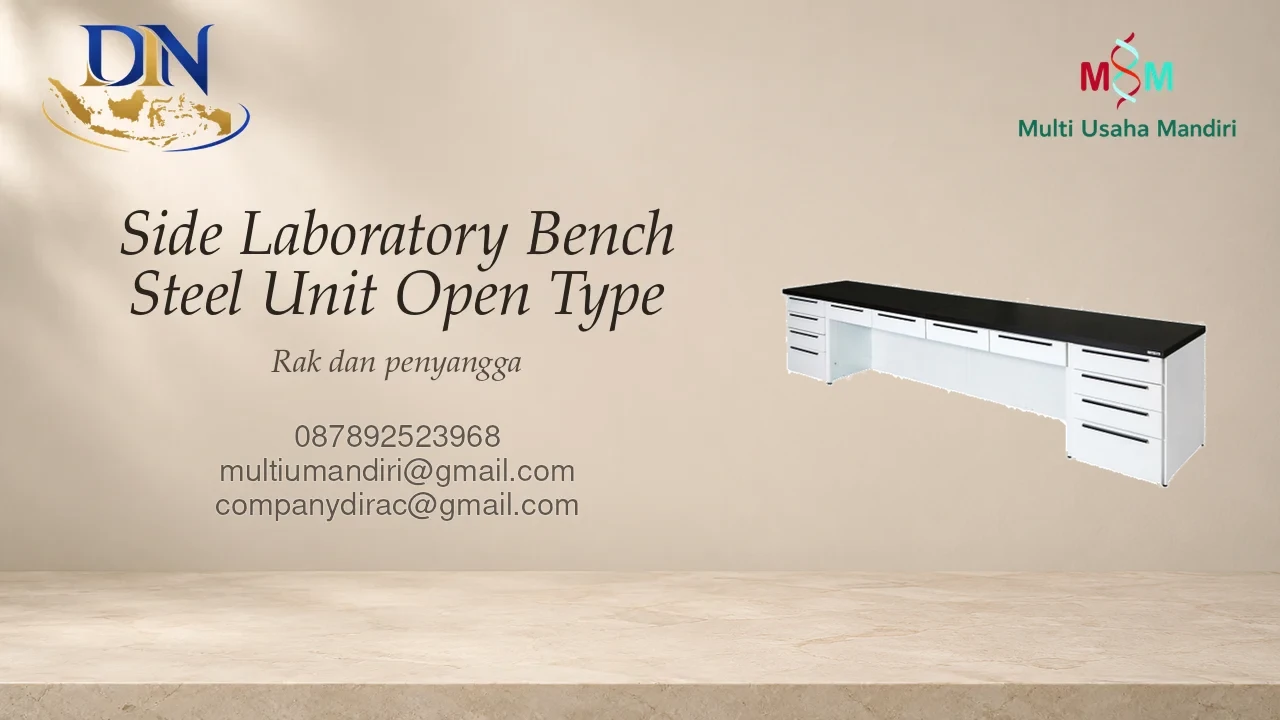 DN
M M
Multi Usaha Mandiri
Side Laboratory Bench
Steel Unit Open Type
Rak dan penyangga
087892523968
multiumandiri@gmail.com
companydirac@gmail.com